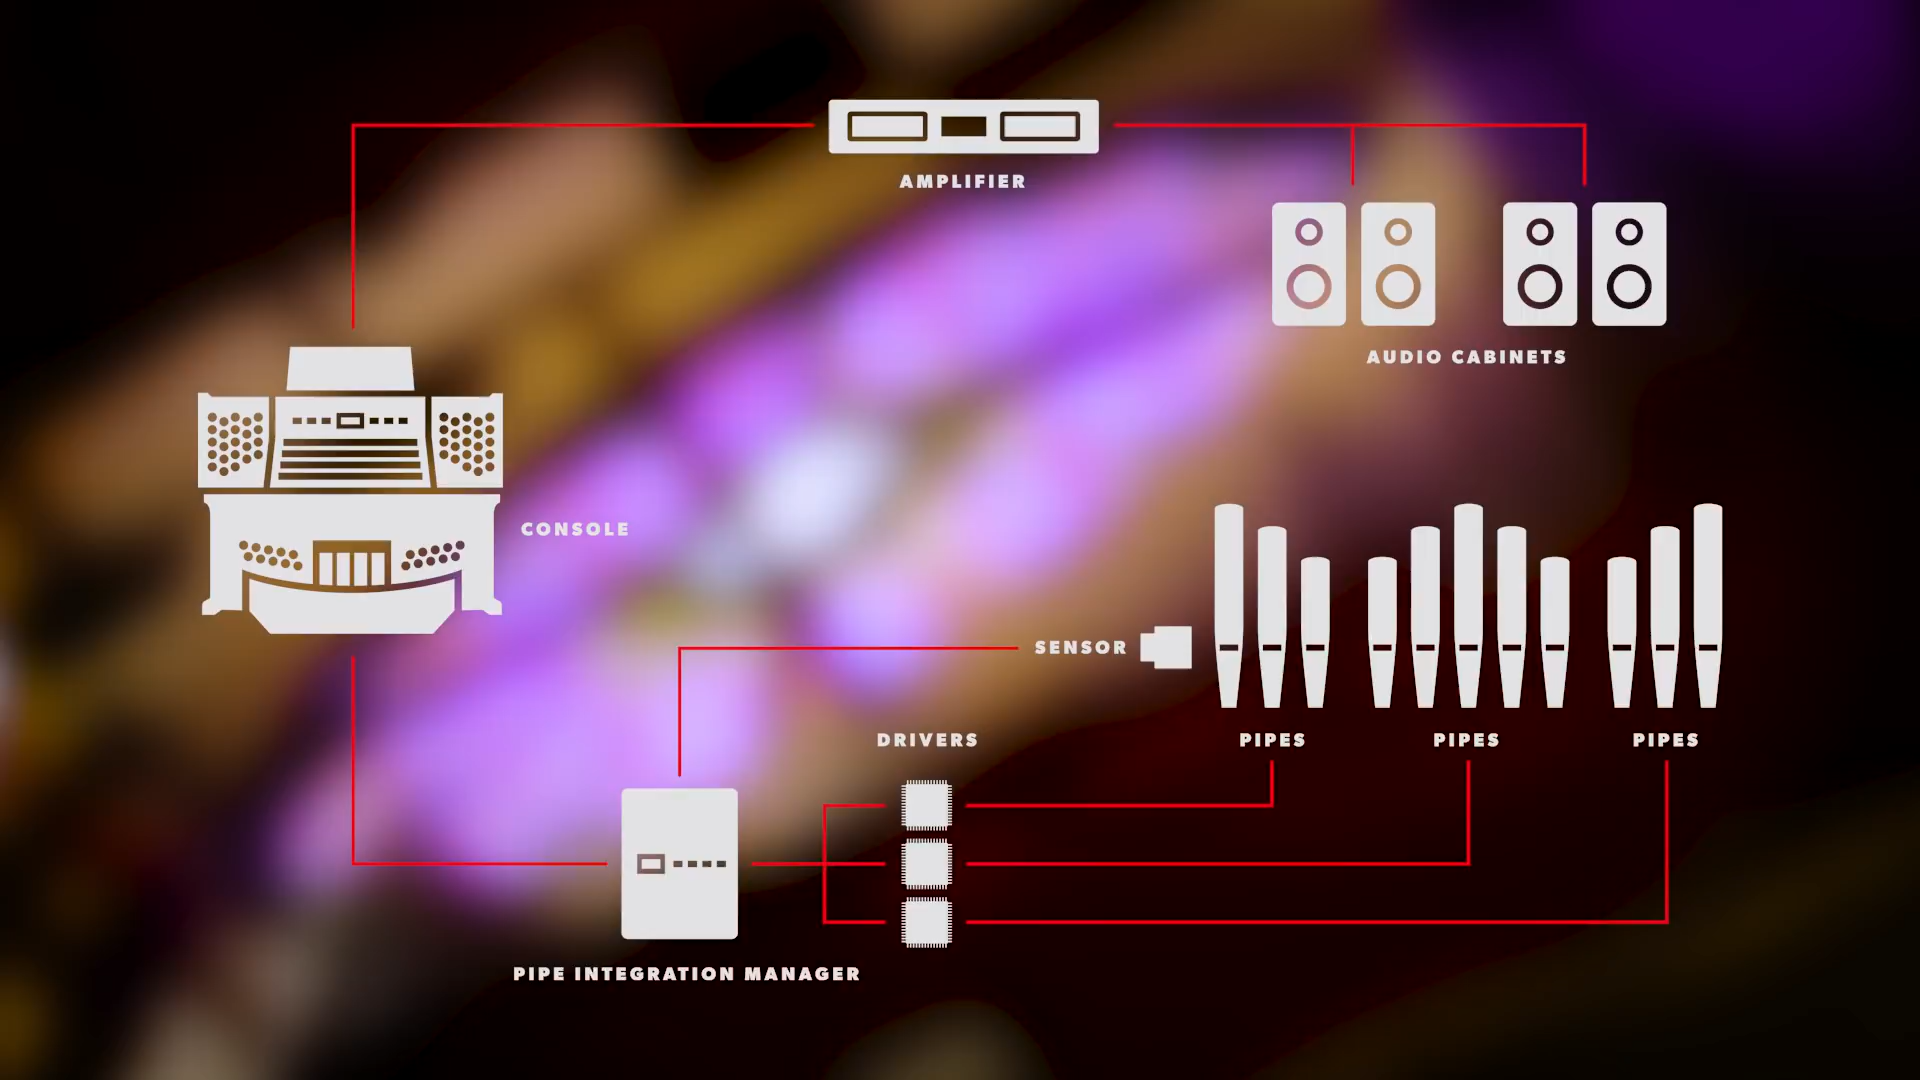 AMPLIFIER
AUDIO CABINETS
CONSOLE
SENSOR
DRIVERS
PIPES
PIPES
PIPES
PIPE INTEGRATION MANAGER